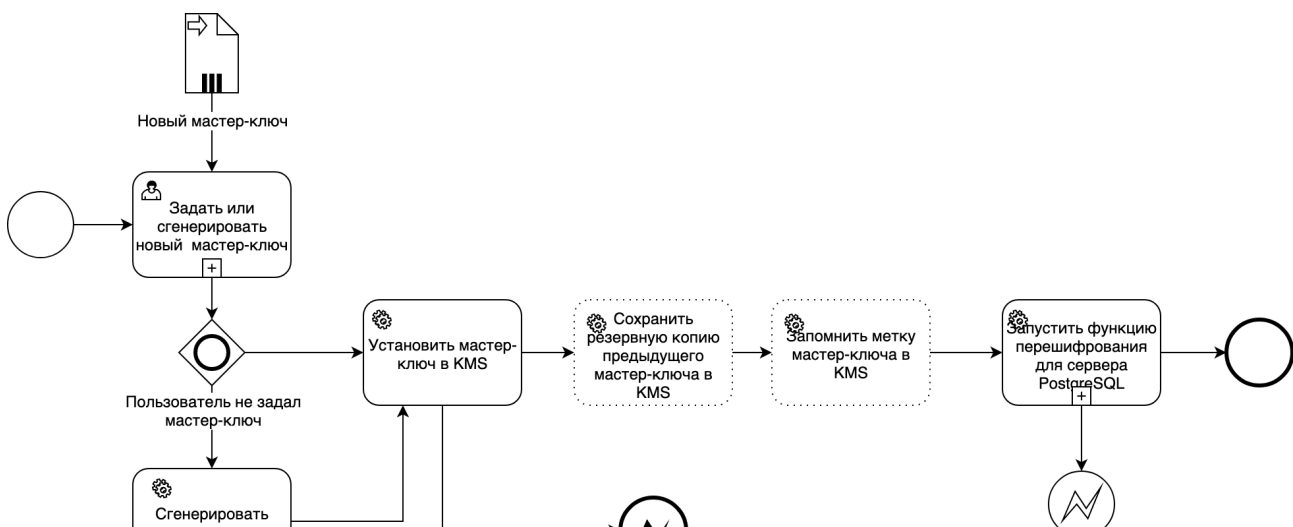 Новый мастер-ключ
Задать или
сгенерировать
новый мастер-ключ
Пользователь не задал
мастер-ключ
Установить мастер-
ключ в KMS
Сохранить
резервную копию
предыдущего
мастер-ключа в
KMS
Запомнить метку
мастер-ключа в
KMS
Запустить функцию
перешифрования
для сервера
PostgreSQL
Сгенерировать